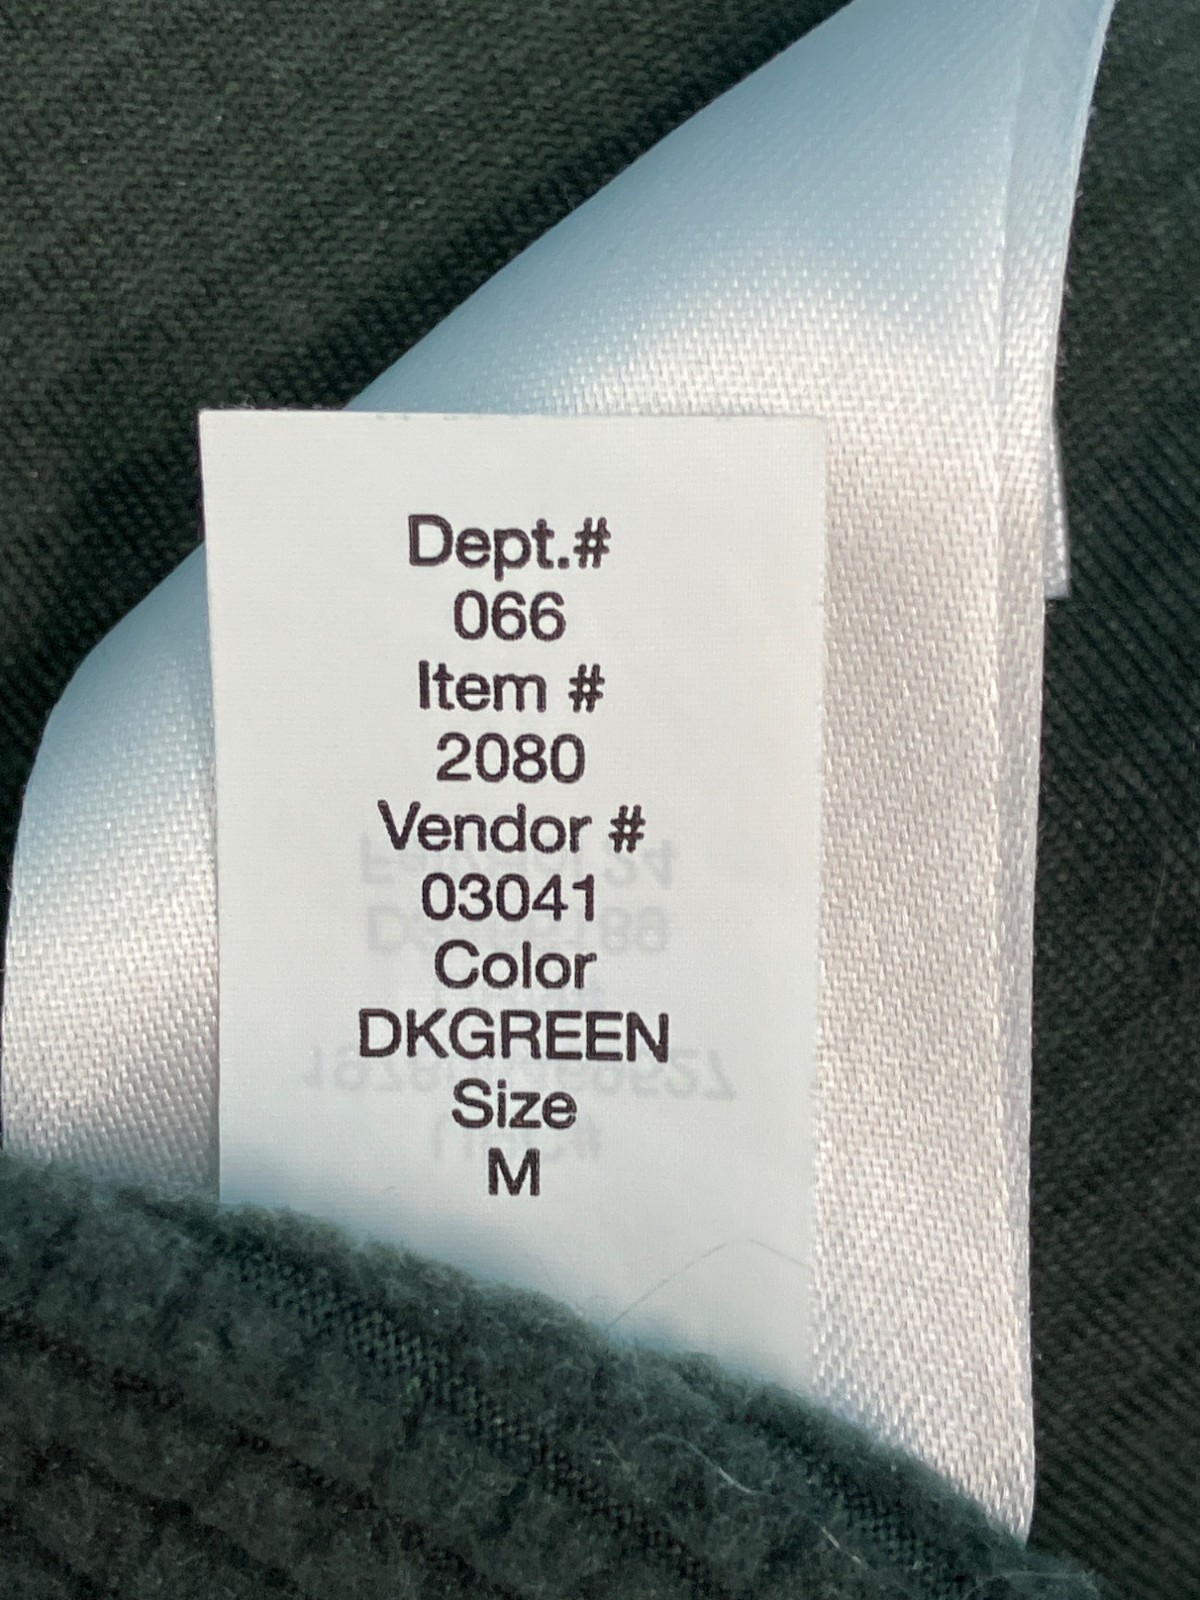 Dept.#
066
Item #
2080
Vendor #
03041
Color
DKGREEN
Size
M